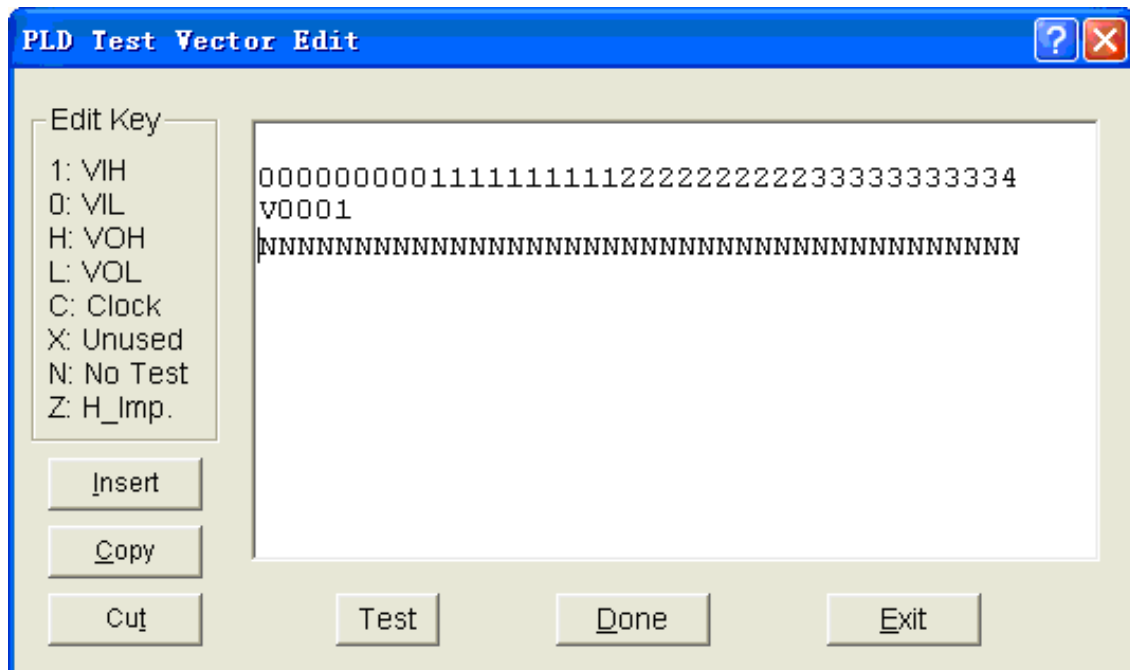 PLD Test Vector Edit
Edit Key
1: VIH
0: VIL
H: VOH
L: VOL
C: Clock
X: Unused
N: No Test
Z: H_Imp.
0000000001111111111222222222233333333334
V0001
NNNNNNNNNNNNNNNNNNNNNNNNNNNNNNNNNNNNNNNN
Insert
Copy
Cut
Test
Done
Exit